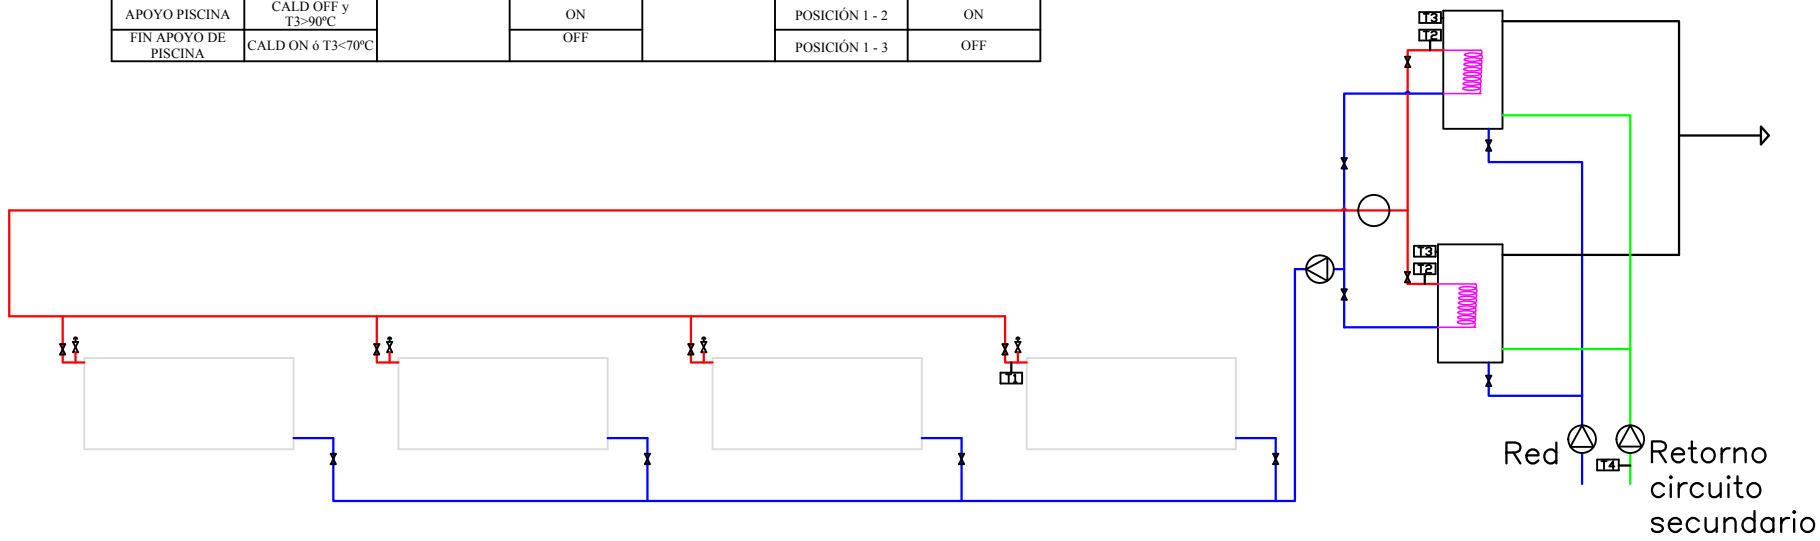 APOYO PISCINA
CALD OFF y
T3>90ºC
ON
POSICIÓN 1 - 2
ON
FIN APOYO DE
PISCINA
CALD ON ó T3<70ºC
OFF
POSICIÓN 1 - 3
OFF
T3
T2
T3
T2
T1
Red
T4
Retorno
circuito
secundario